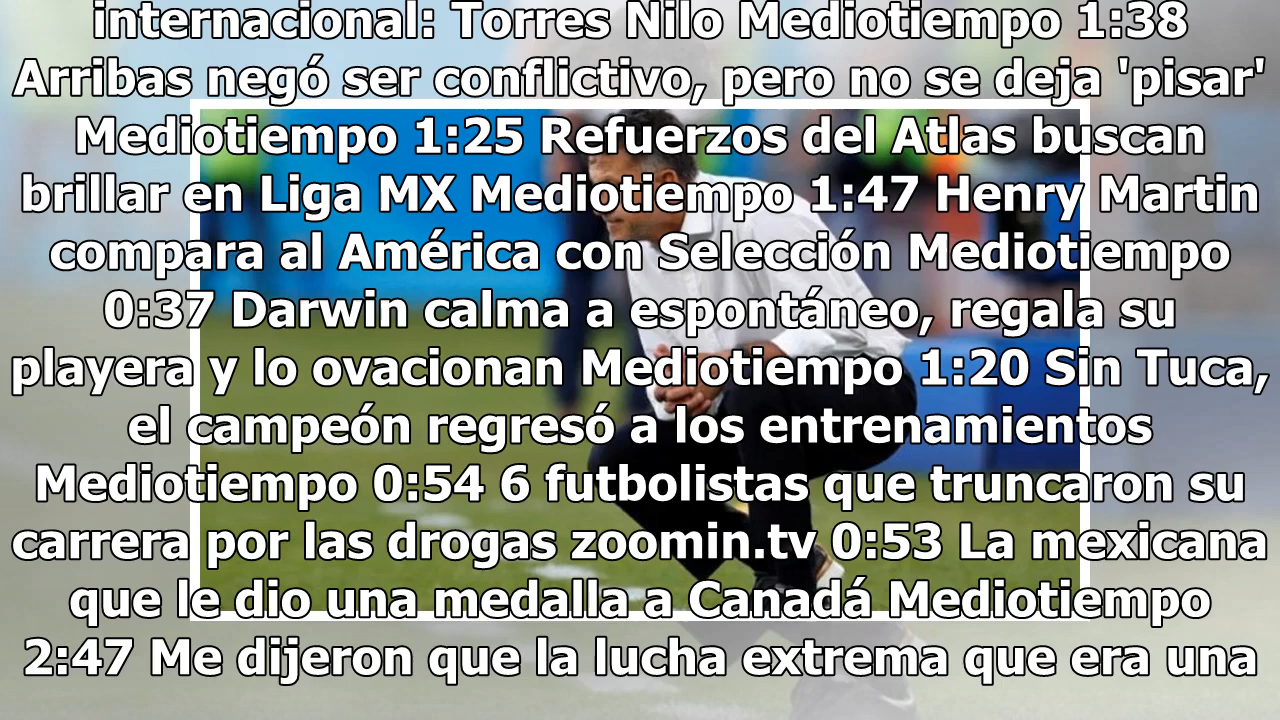 internacional: Torres Nilo Mediotiempo 1:38
Arribas negó ser conflictivo, pero no se deja 'pisar'
Mediotiempo 1:25 Refuerzos del Atlas buscan
brillar en Liga MX Mediotiempo 1:47 Henry Martin
compara al América con Selección Mediotiempo
0:37 Darwin calma a espontáneo, regala su
playera y lo ovacionan Mediotiempo 1:20 Sin Tuca,
el campeón regresó a los entrenamientos
Mediotiempo 0:54 6 futbolistas que truncaron su
carrera por las drogas zoomin.tv 0:53 La mexicana
que le dio una medalla a Canadá Mediotiempo
2:47 Me dijeron que la lucha extrema que era una